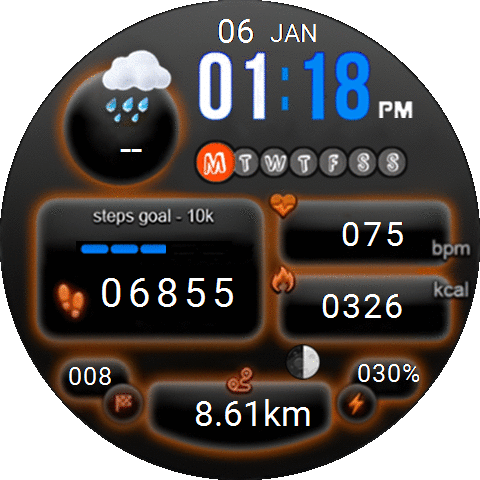 06 JAN
01:18 PM
--
M T W T F S S
steps goal - 10k
06855
075
bpm
0326
kcal
008
030%
8.61km